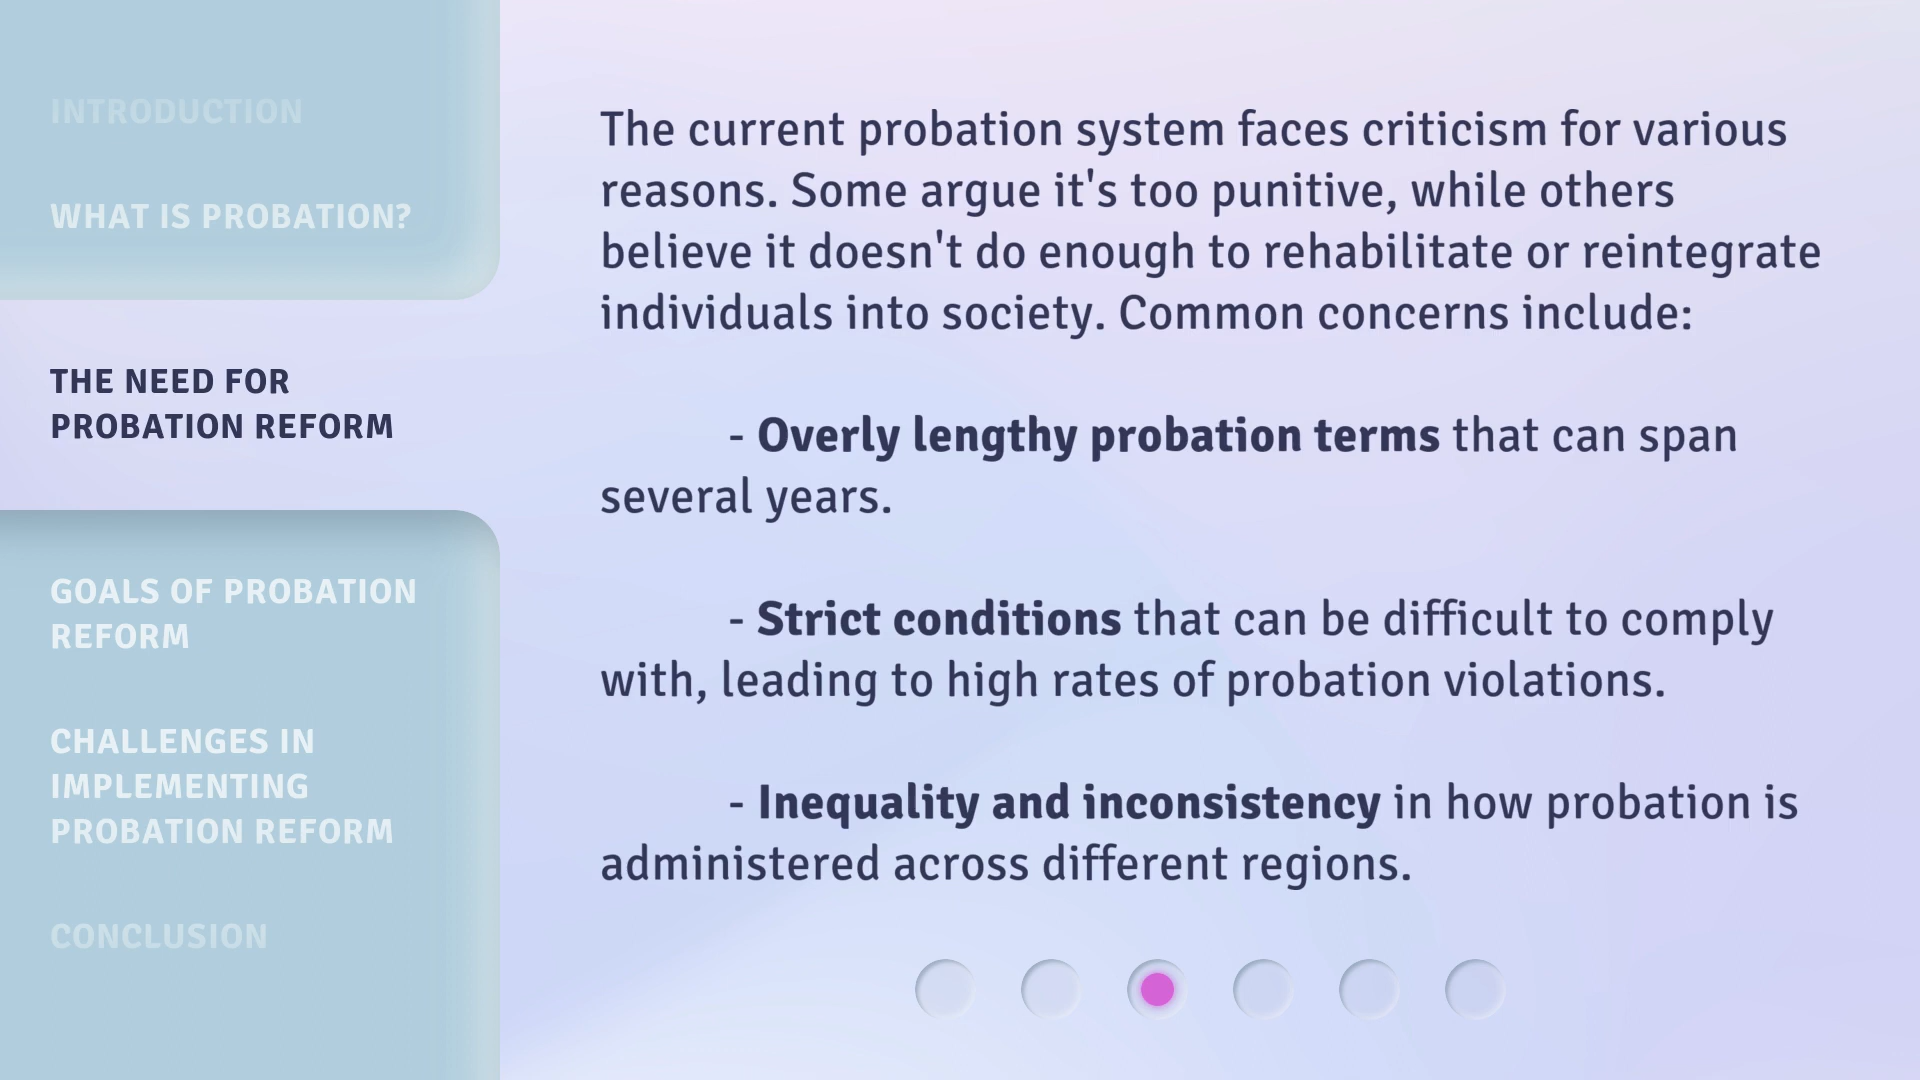 INTRODUCTION
WHAT IS PROBATION?
THE NEED FOR
PROBATION REFORM
GOALS OF PROBATION
REFORM
CHALLENGES IN
IMPLEMENTING
PROBATION REFORM
CONCLUSION
The current probation system faces criticism for various
reasons. Some argue it's too punitive, while others
believe it doesn't do enough to rehabilitate or reintegrate
individuals into society. Common concerns include:
- Overly lengthy probation terms that can span
several years.
- Strict conditions that can be difficult to comply
with, leading to high rates of probation violations.
- Inequality and inconsistency in how probation is
administered across different regions.